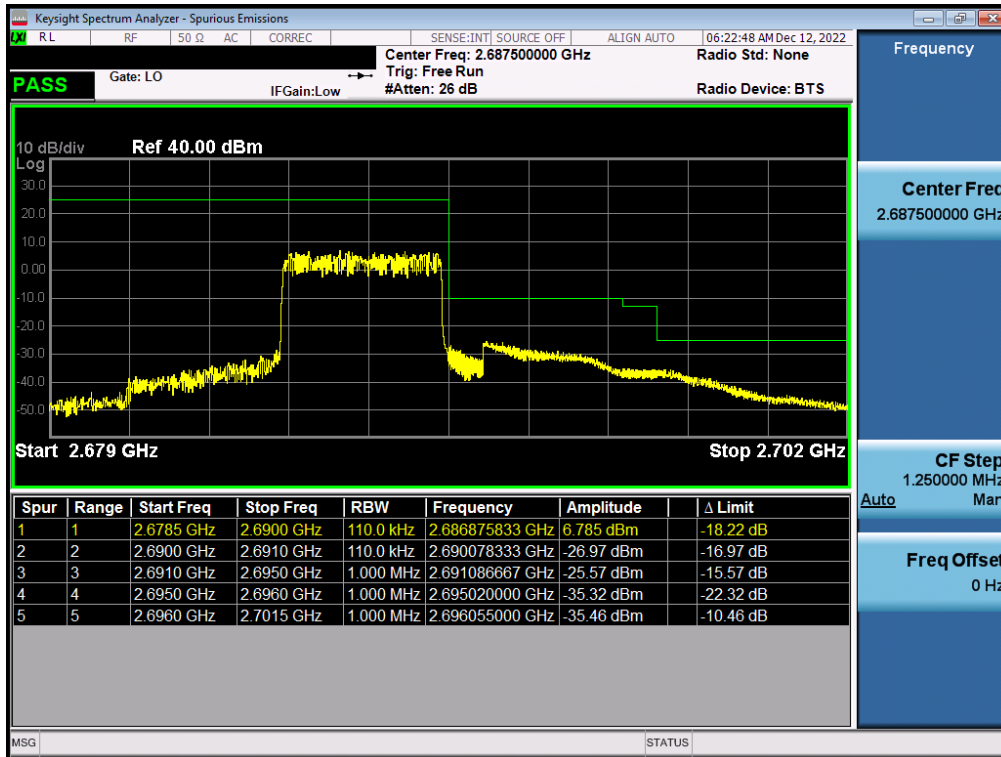 Keysight Spectrum Analyzer - Spurious Emissions
LXI RL RF 50 Ω AC CORREC SENSE:INT SOURCE OFF ALIGN AUTO 06:22:48 AM Dec 12, 2022
Center Freq: 2.687500000 GHz Radio Std: None
PASS Gate: LO Trig: Free Run
IFGain:Low #Atten: 26 dB Radio Device: BTS
10 dB/div Ref 40.00 dBm
Log
30.0
20.0
10.0
0.00
-10.0
-20.0
-30.0
-40.0
-50.0
Start 2.679 GHz Stop 2.702 GHz
Spur Range Start Freq Stop Freq RBW Frequency Amplitude Δ Limit
1 1 2.6785 GHz 2.6900 GHz 110.0 kHz 2.686875833 GHz 6.785 dBm -18.22 dB
2 2 2.6900 GHz 2.6910 GHz 110.0 kHz 2.690078333 GHz -26.97 dBm -16.97 dB
3 3 2.6910 GHz 2.6950 GHz 1.000 MHz 2.691086667 GHz -25.57 dBm -15.57 dB
4 4 2.6950 GHz 2.6960 GHz 1.000 MHz 2.695020000 GHz -35.32 dBm -22.32 dB
5 5 2.6960 GHz 2.7015 GHz 1.000 MHz 2.696055000 GHz -35.46 dBm -10.46 dB
MSG STATUS
Frequency
Center Freq
2.687500000 GHz
CF Step
1.250000 MHz
Auto Man
Freq Offset
0 Hz